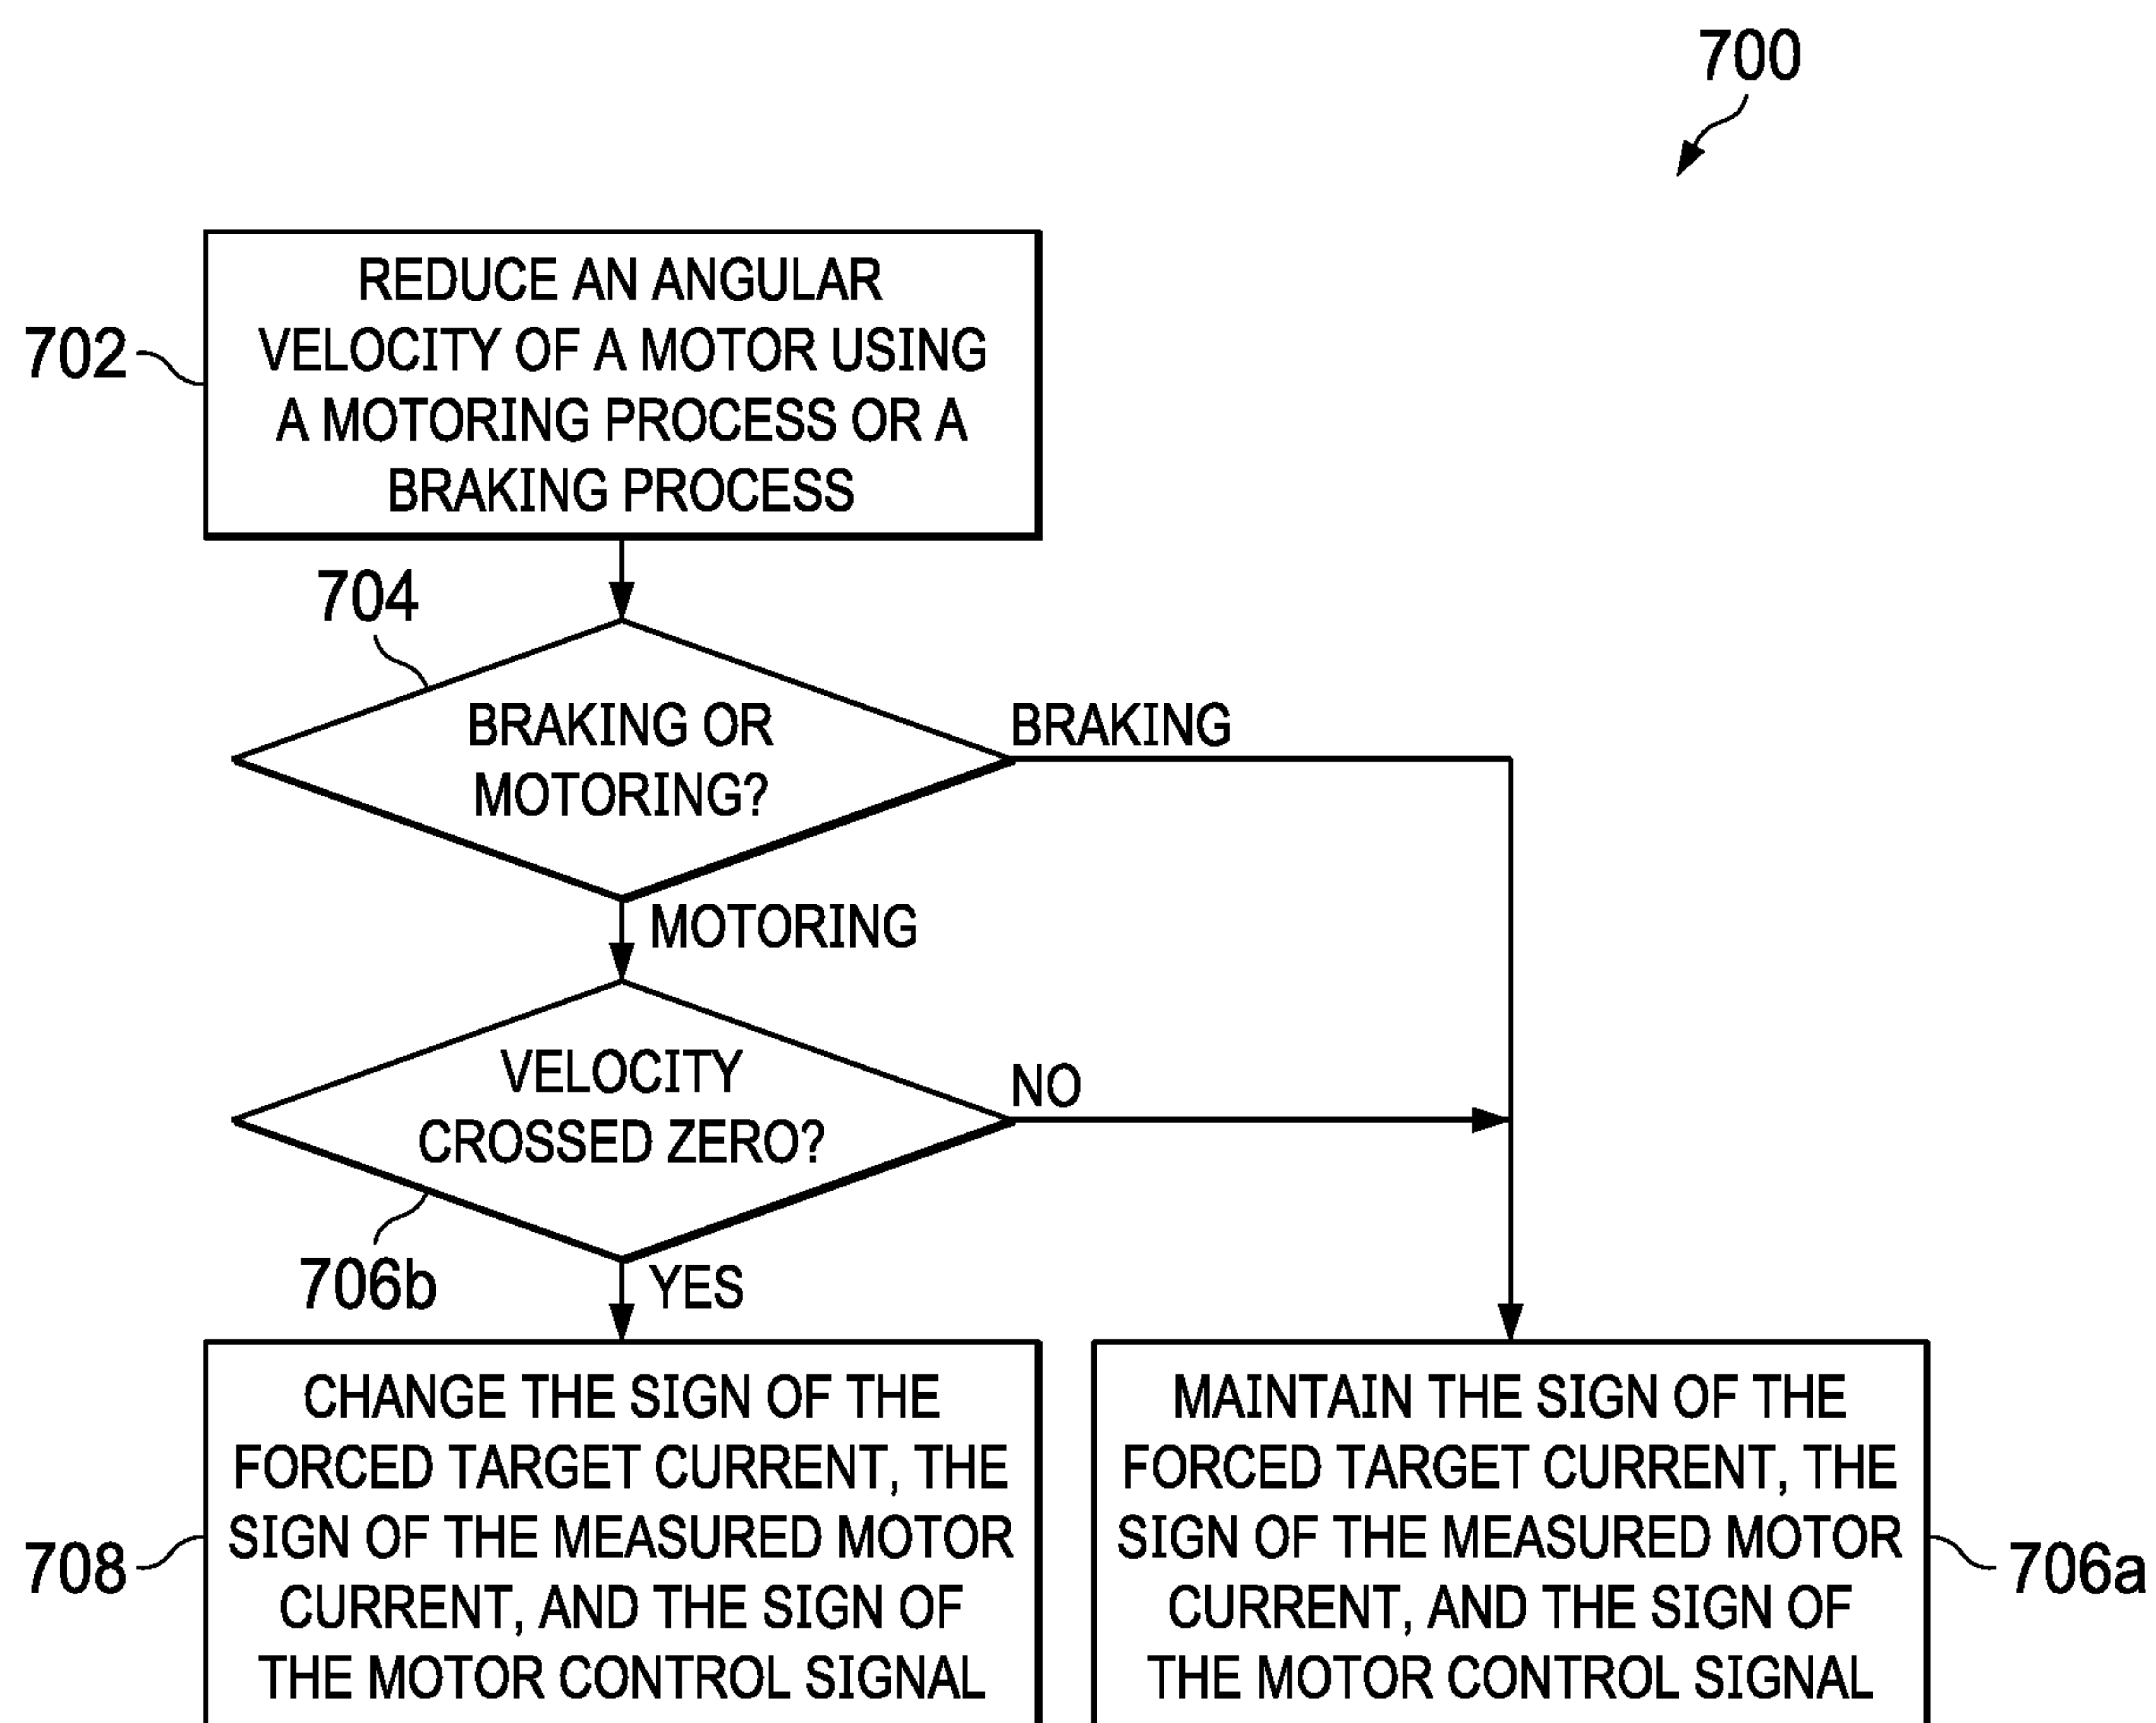 700
REDUCE AN ANGULAR
VELOCITY OF A MOTOR USING
A MOTORING PROCESS OR A
BRAKING PROCESS
702
704
BRAKING OR
MOTORING?
BRAKING
MOTORING
VELOCITY
CROSSED ZERO?
NO
706b
YES
CHANGE THE SIGN OF THE
FORCED TARGET CURRENT, THE
SIGN OF THE MEASURED MOTOR
CURRENT, AND THE SIGN OF
THE MOTOR CONTROL SIGNAL
708
MAINTAIN THE SIGN OF THE
FORCED TARGET CURRENT, THE
SIGN OF THE MEASURED MOTOR
CURRENT, AND THE SIGN OF
THE MOTOR CONTROL SIGNAL
706a